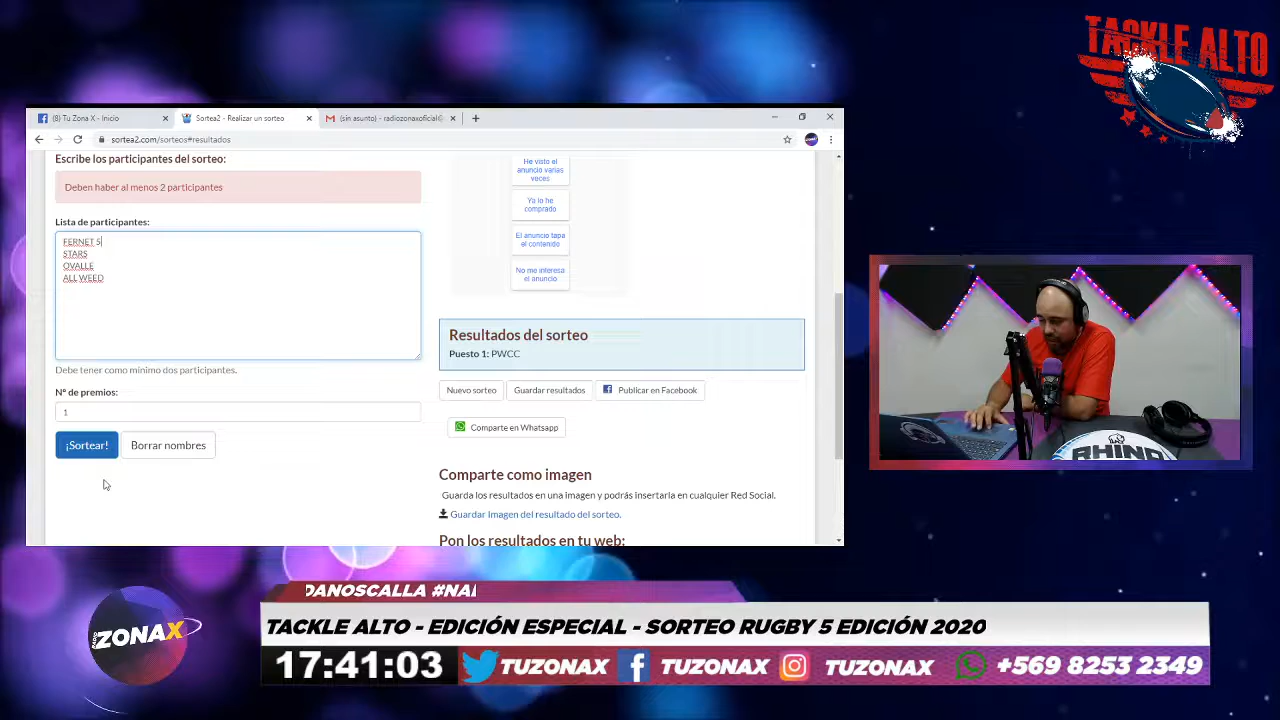 TACKLE ALTO
(8) Tu Zona X - Inicio
Sortea2 - Realizar un sorteo
(sin asunto) - radiozonaxoficial@
sortea2.com/sorteos#resultados
Escribe los participantes del sorteo:
Deben haber al menos 2 participantes
Lista de participantes:
FERNET 5
STARS
OVALLE
ALL WEED
Debe tener como mínimo dos participantes.
Nº de premios:
1
¡Sortear!
Borrar nombres
He visto el
anuncio varias
veces
Ya lo he
comprado
El anuncio tapa
el contenido
No me interesa
el anuncio
Resultados del sorteo
Puesto 1: PWCC
Nuevo sorteo
Guardar resultados
Publicar en Facebook
Comparte en Whatsapp
Comparte como imagen
Guarda los resultados en una imagen y podrás insertarla en cualquier Red Social.
Guardar Imagen del resultado del sorteo.
Pon los resultados en tu web:
RHINO
DANOSCALLA #NAI
ZONAX
TACKLE ALTO - EDICIÓN ESPECIAL - SORTEO RUGBY 5 EDICIÓN 2020
17:41:03
TUZONAX
TUZONAX
TUZONAX
+569 8253 2349